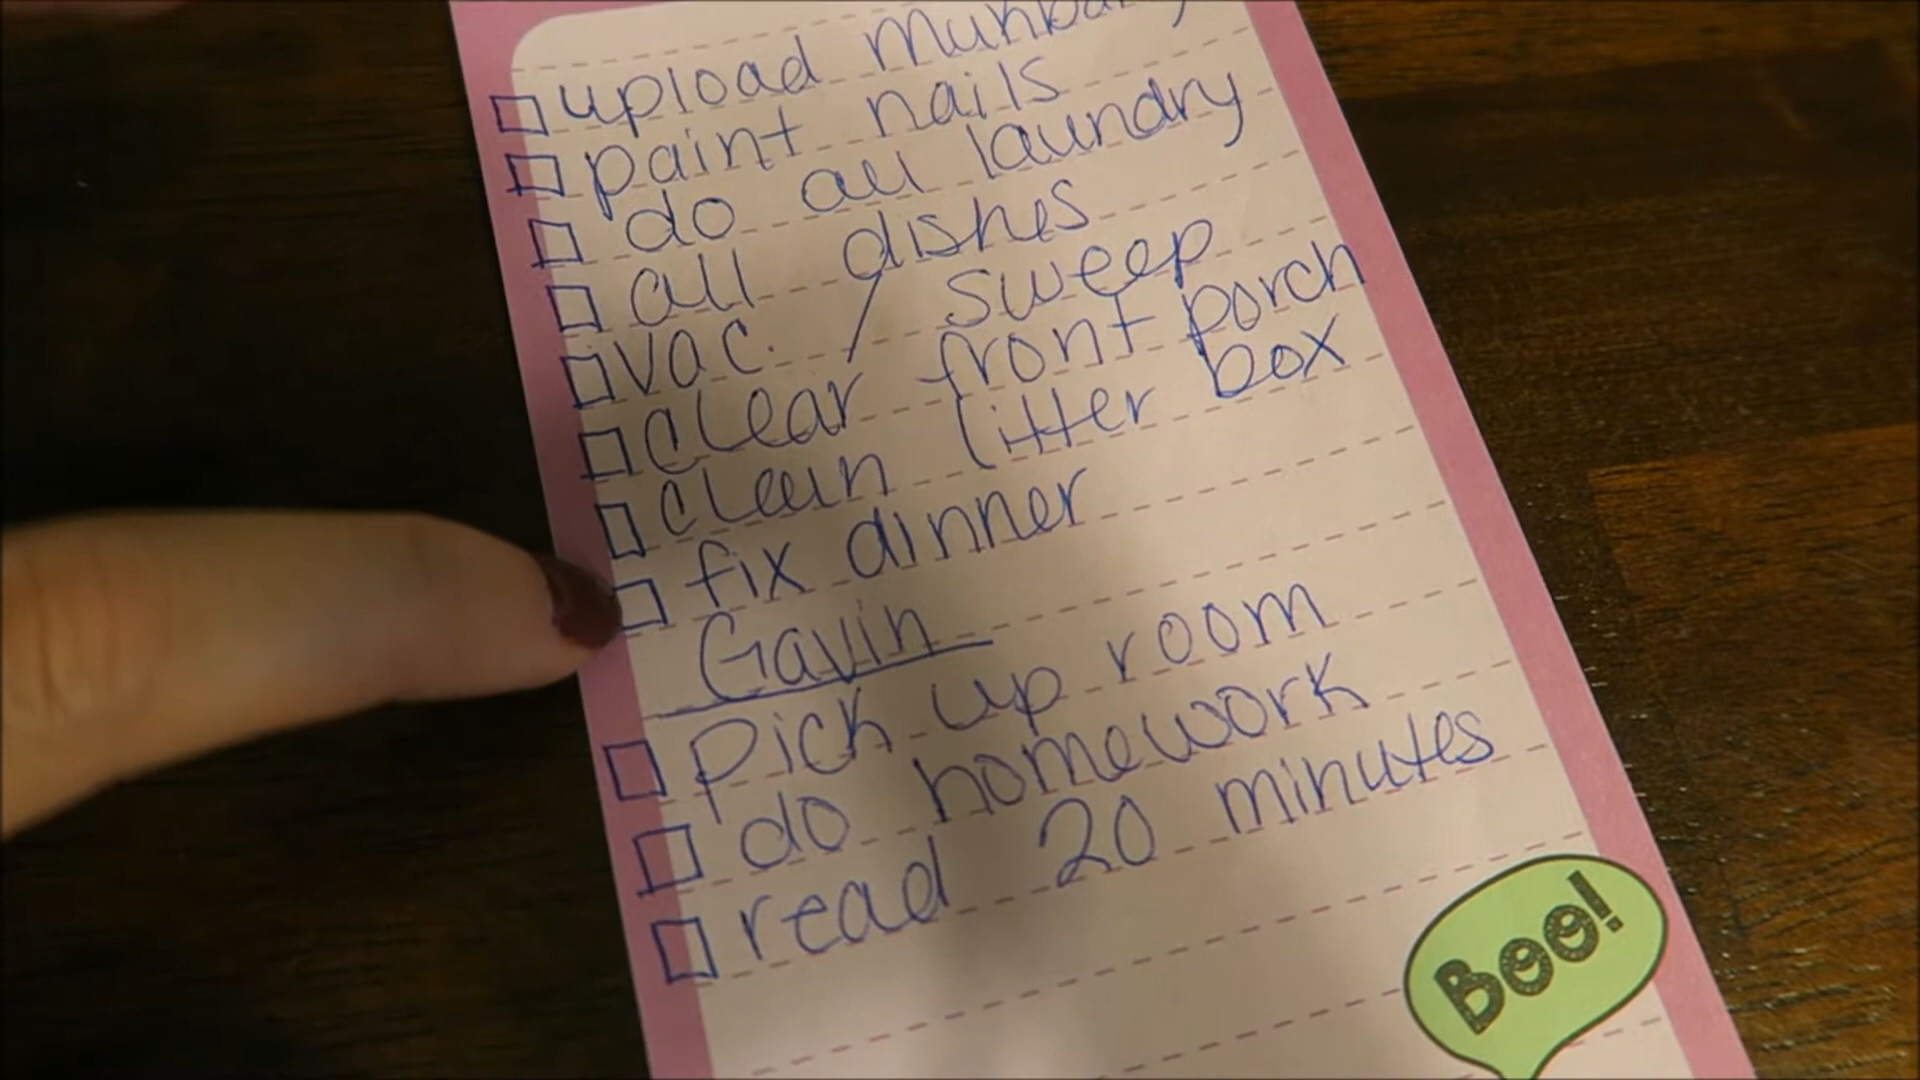 upload Mukbang
paint nails
do all laundry
all dishes
vac. / sweep
clear front porch
clean litter box
fix dinner
Gavin
pick up room
do homework
read 20 minutes
Boo!